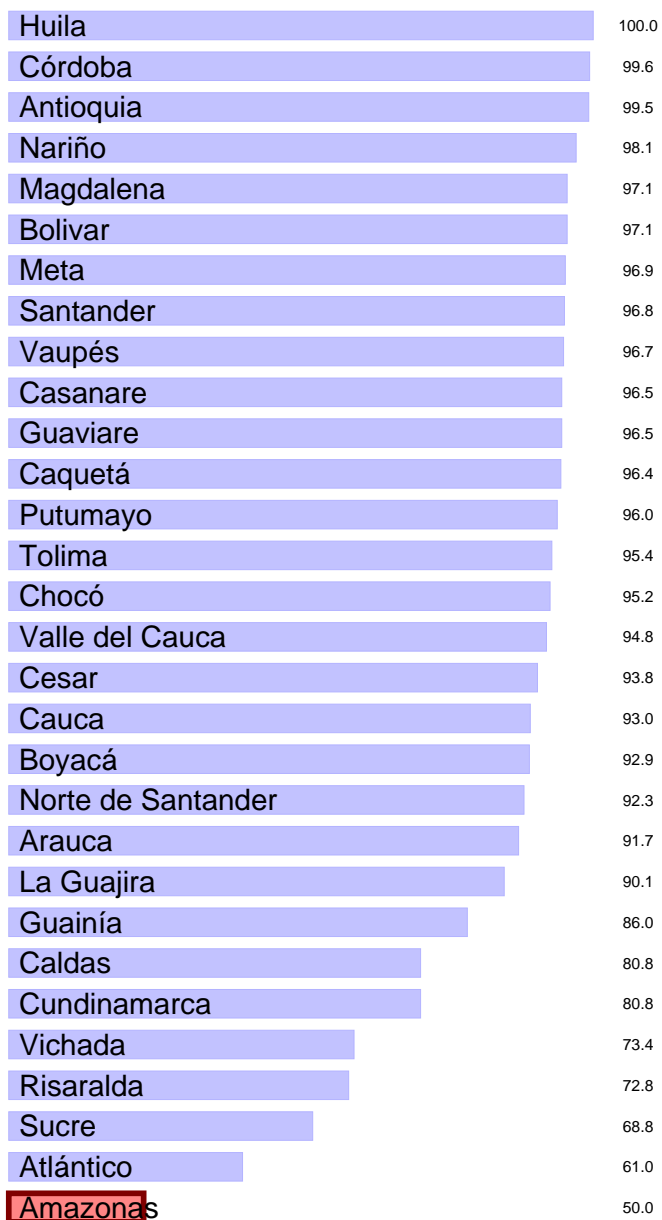 Huila 100.0
Córdoba 99.6
Antioquia 99.5
Nariño 98.1
Magdalena 97.1
Bolivar 97.1
Meta 96.9
Santander 96.8
Vaupés 96.7
Casanare 96.5
Guaviare 96.5
Caquetá 96.4
Putumayo 96.0
Tolima 95.4
Chocó 95.2
Valle del Cauca 94.8
Cesar 93.8
Cauca 93.0
Boyacá 92.9
Norte de Santander 92.3
Arauca 91.7
La Guajira 90.1
Guainía 86.0
Caldas 80.8
Cundinamarca 80.8
Vichada 73.4
Risaralda 72.8
Sucre 68.8
Atlántico 61.0
Amazonas 50.0